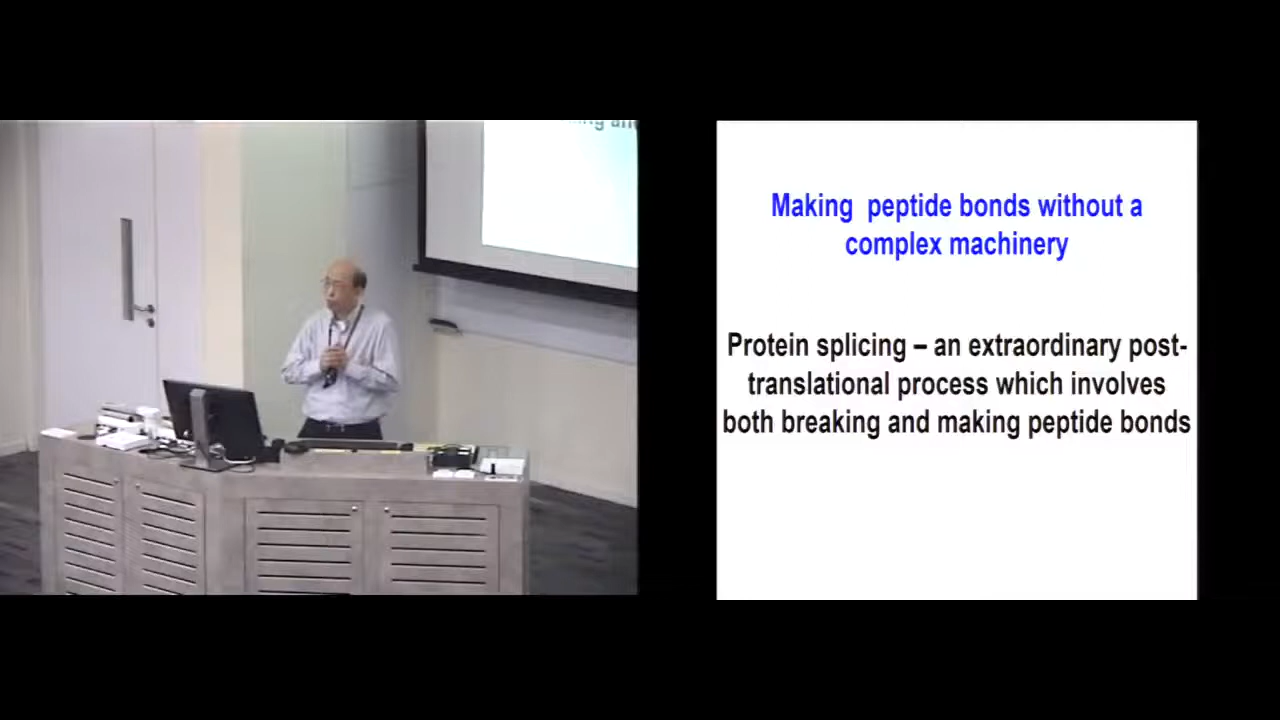 Making peptide bonds without a
complex machinery
Protein splicing – an extraordinary post-
translational process which involves
both breaking and making peptide bonds